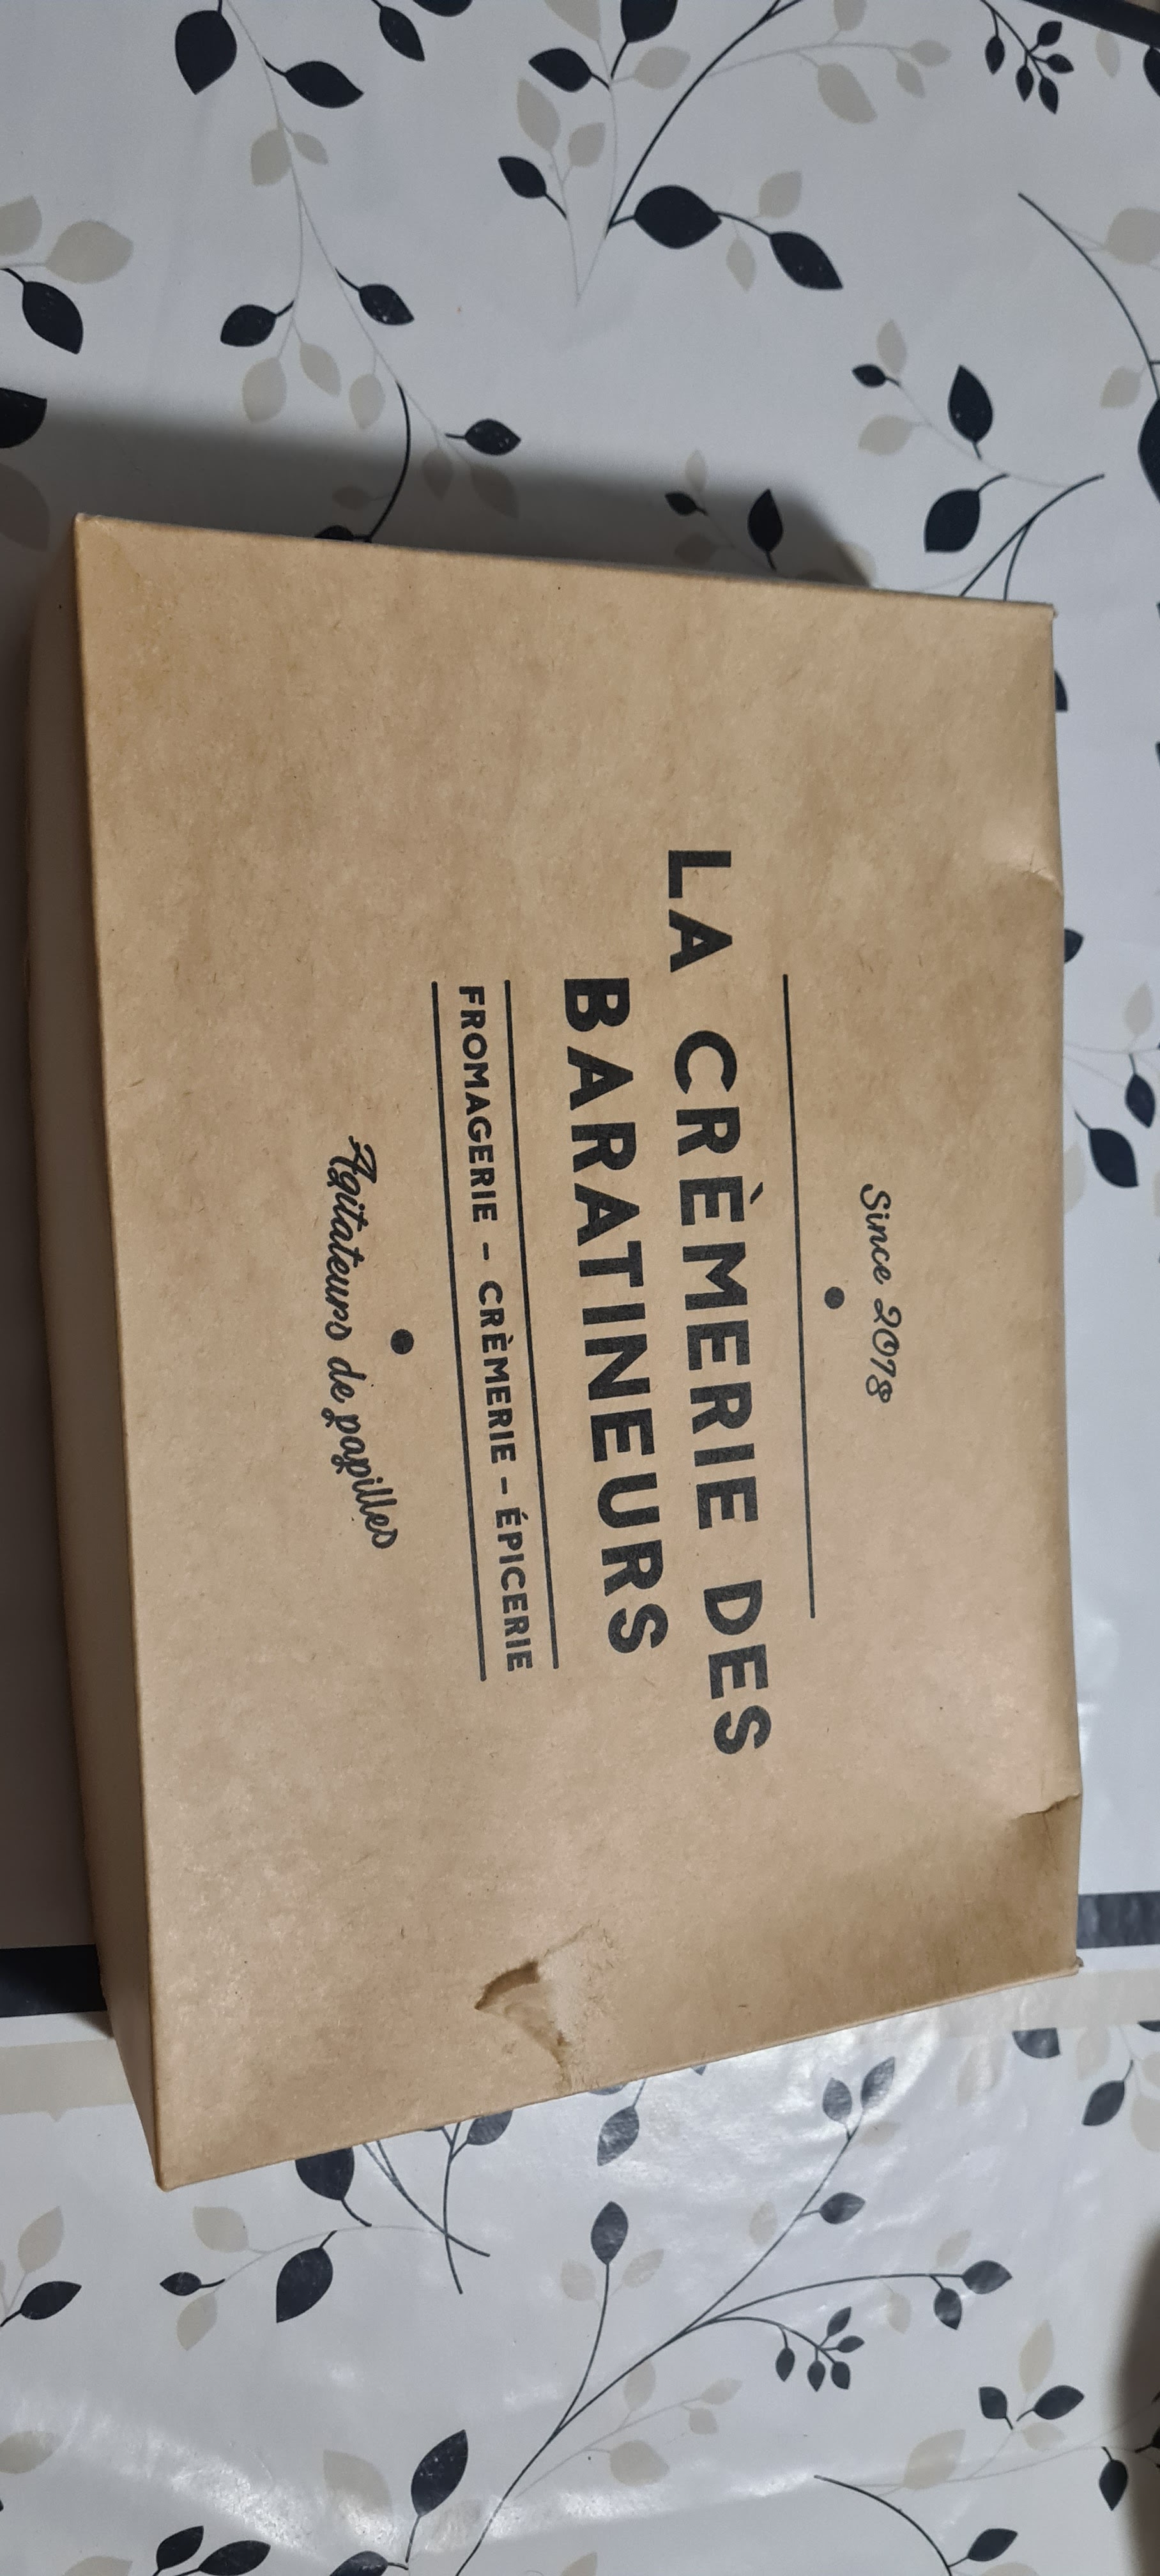 Since 2018
LA CRÈMERIE DES
BARATINEURS
FROMAGERIE - CRÈMERIE - ÉPICERIE
Agitateurs de papilles